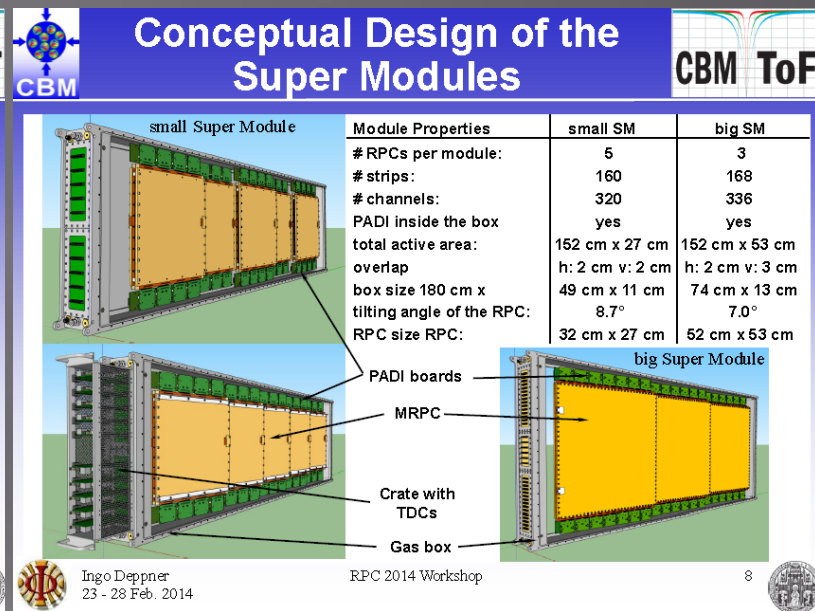 Conceptual Design of the
Super Modules
CBM
CBM ToF
small Super Module
Module Properties small SM big SM
# RPCs per module: 5 3
# strips: 160 168
# channels: 320 336
PADI inside the box yes yes
total active area: 152 cm x 27 cm 152 cm x 53 cm
overlap h: 2 cm v: 2 cm h: 2 cm v: 3 cm
box size 180 cm x 49 cm x 11 cm 74 cm x 13 cm
tilting angle of the RPC: 8.7° 7.0°
RPC size RPC: 32 cm x 27 cm 52 cm x 53 cm
big Super Module
PADI boards
MRPC
Crate with
TDCs
Gas box
Ingo Deppner RPC 2014 Workshop 8
23 - 28 Feb. 2014